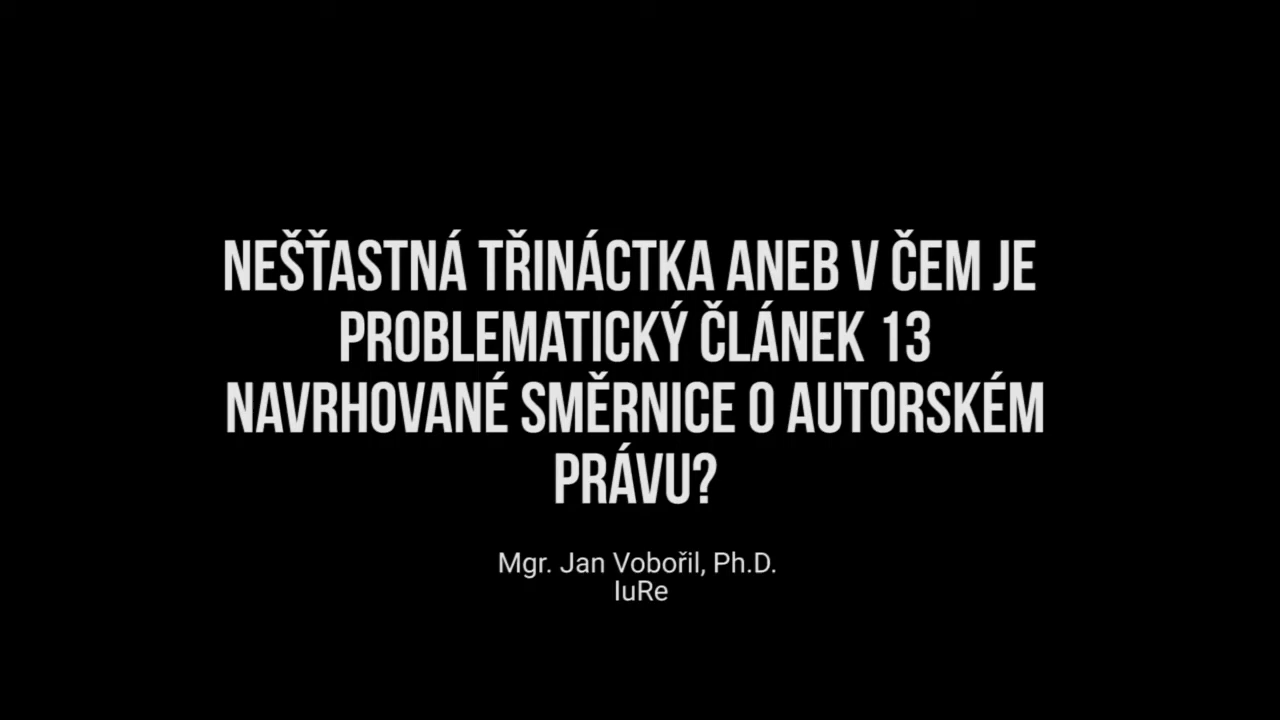 NEŠŤASTNÁ TŘINÁCTKA ANEB V ČEM JE
PROBLEMATICKÝ ČLÁNEK 13
NAVRHOVANÉ SMĚRNICE O AUTORSKÉM
PRÁVU?
Mgr. Jan Vobořil, Ph.D.
IuRe